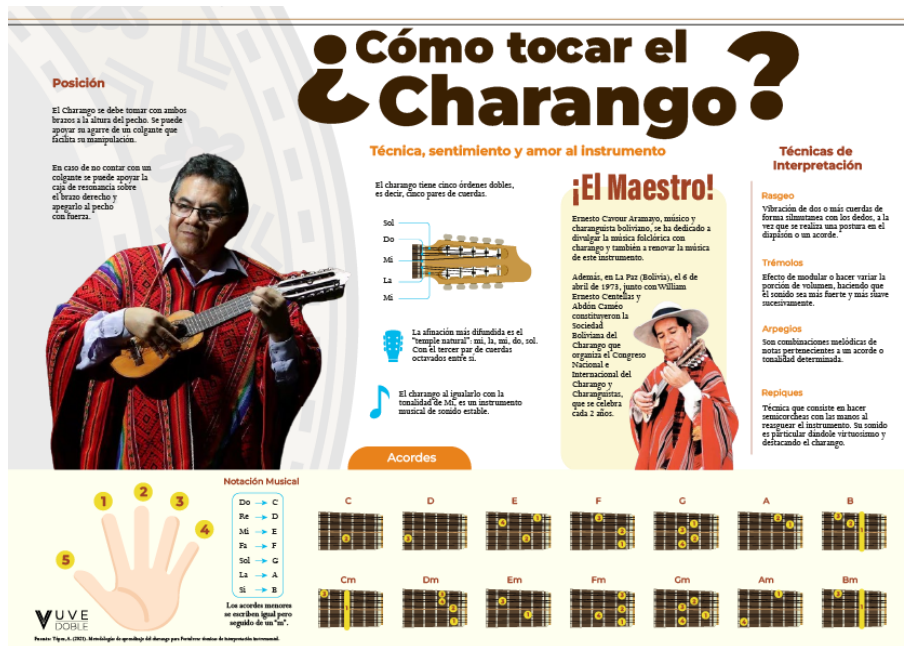 ¿Cómo tocar el
Charango?
Técnica, sentimiento y amor al instrumento
Posición
El Charango se debe tomar con ambos
brazos a la altura del pecho. Se puede
apoyar su agarre de un colgante que
facilita su manipulación.
En caso de no contar con un
colgante se puede apoyar la
caja de resonancia sobre
el brazo derecho y
apegarlo al pecho
con fuerza.
El charango tiene cinco órdenes dobles,
es decir, cinco pares de cuerdas.
Sol
Do
Mi
La
Mi
La afinación más difundida es el
"temple natural": mi, la, mi, do, sol.
Con el tercer par de cuerdas
octavados entre si.
El charango al igualarlo con la
tonalidad de Mi, es un instrumento
musical de sonido estable.
¡El Maestro!
Ernesto Cavour Aramayo, músico y
charanguista boliviano, se ha dedicado a
divulgar la música folclórica con
charango y también a renovar la música
de este instrumento.
Además, en La Paz (Bolivia), el 6 de
abril de 1973, junto con William
Ernesto Centellas y
Abdón Caméo
constituyeron la
Sociedad
Boliviana del
Charango que
organiza el Congreso
Nacional e
Internacional del
Charango y
Charanguistas,
que se celebra
cada 2 años.
Técnicas de
Interpretación
Rasgeo
Vibración de dos o más cuerdas de
forma silmutanea con los dedos, a la
vez que se realiza una postura en el
diapasón o un acorde.
Trémolos
Efecto de modular o hacer variar la
porción de volumen, haciendo que
el sonido sea más fuerte y más suave
sucesivamente.
Arpegios
Son combinaciones melódicas de
notas pertenecientes a un acorde o
tonalidad determinada.
Repiques
Técnica que consiste en hacer
semicorcheas con las manos al
reasguear el instrumento. Su sonido
es particular dándole virtuosismo y
destacando el charango.
Acordes
1
2
3
4
5
Notación Musical
Do → C
Re → D
Mi → E
Fa → F
Sol → G
La → A
Si → B
Los acordes menores
se escriben igual pero
seguido de un "m".
C D E F G A B
Cm Dm Em Fm Gm Am Bm
UVE
DOBLE